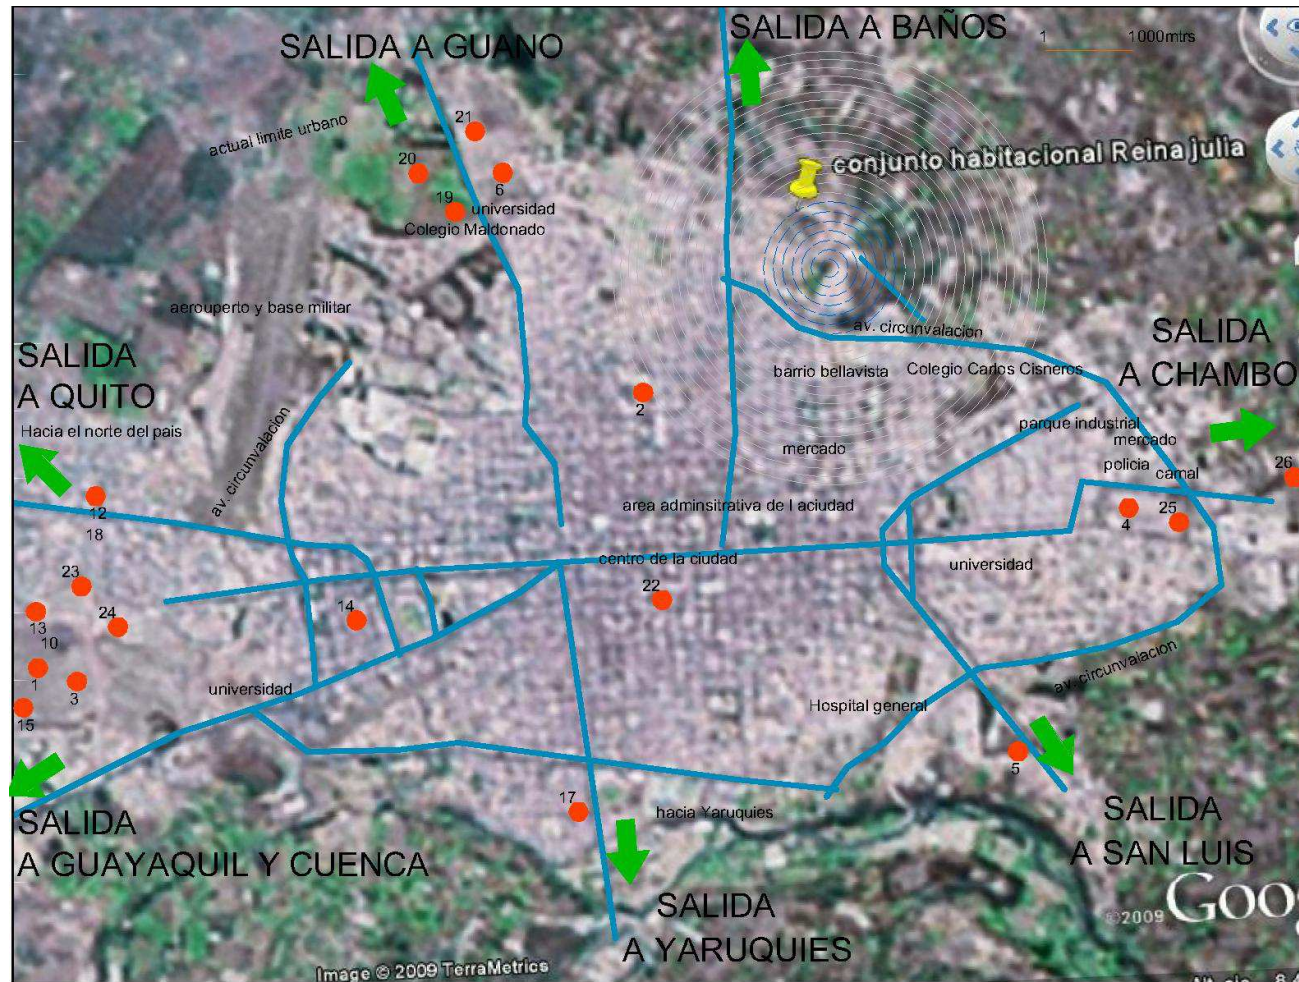 SALIDA A GUANO
SALIDA A BAÑOS
1 1000mtrs
actual limite urbano
21
20
6
19
universidad
Colegio Maldonado
conjunto habitacional Reina julia
aerouperto y base militar
av. circunvalacion
SALIDA
A CHAMBO
SALIDA
A QUITO
Hacia el norte del pais
barrio bellavista
Colegio Carlos Cisneros
2
av. circunvalacion
parque industrial
mercado
mercado
policia
camal
26
12
18
area adminsitrativa de l aciudad
4
25
centro de la ciudad
universidad
23
22
13
24
14
10
1
3
15
universidad
av. circunvalacion
Hospital general
5
17
hacia Yaruquies
SALIDA
A GUAYAQUIL Y CUENCA
SALIDA
A SAN LUIS
SALIDA
A YARUQUIES
©2009
Image © 2009 TerraMetrics